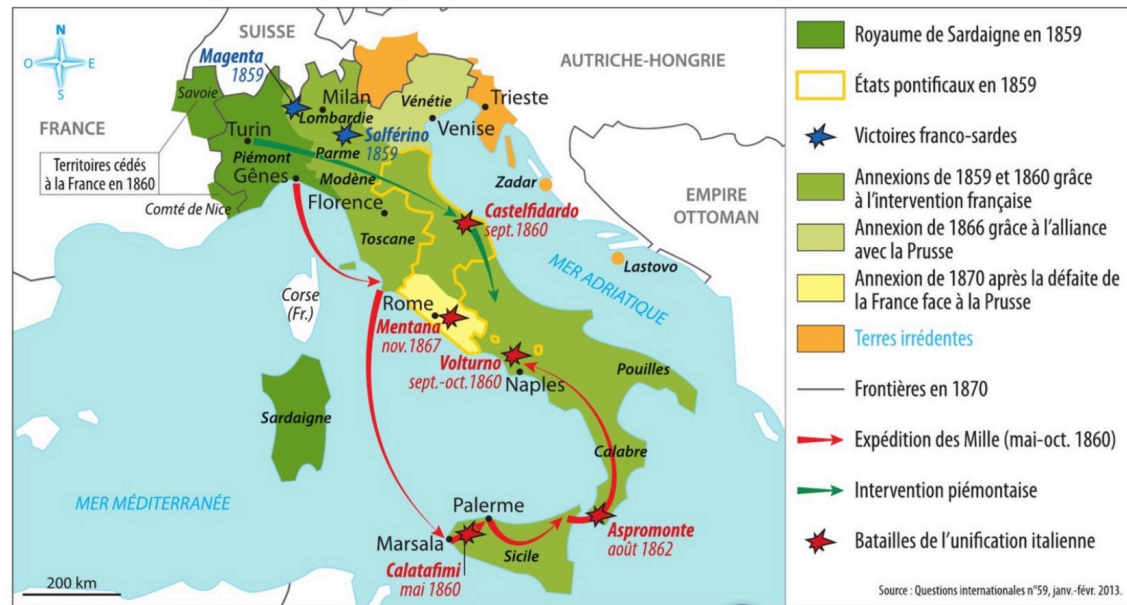 N
O
E
S
SUISSE
AUTRICHE-HONGRIE
FRANCE
EMPIRE
OTTOMAN
Magenta
1859
Savoie
Milan
Lombardie
Vénétie
Trieste
Venise
Turin
Piémont
Solférino
1859
Parme
Gênes
Modène
Territoires cédés
à la France en 1860
Comté de Nice
Florence
Toscane
Zadar
Castelfidardo
sept.1860
Lastovo
MER ADRIATIQUE
Corse
(Fr.)
Rome
Mentana
nov.1867
Volturno
sept.-oct.1860
Naples
Pouilles
Sardaigne
Calabre
MER MÉDITERRANÉE
Palerme
Marsala
Sicile
Aspromonte
août 1862
Calatafimi
mai 1860
200 km
Royaume de Sardaigne en 1859
États pontificaux en 1859
Victoires franco-sardes
Annexions de 1859 et 1860 grâce
à l'intervention française
Annexion de 1866 grâce à l'alliance
avec la Prusse
Annexion de 1870 après la défaite de
la France face à la Prusse
Terres irrédentes
Frontières en 1870
Expédition des Mille (mai-oct. 1860)
Intervention piémontaise
Batailles de l'unification italienne
Source : Questions internationales n°59, janv.-févr. 2013.